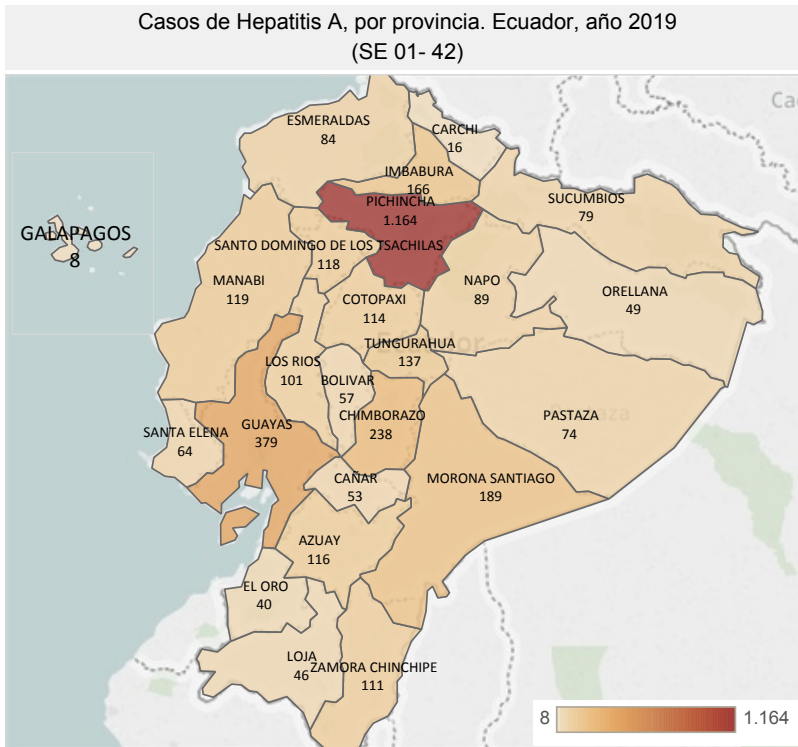 Casos de Hepatitis A, por provincia. Ecuador, año 2019
(SE 01- 42)
ESMERALDAS
84
CARCHI
16
IMBABURA
166
PICHINCHA
1.164
SUCUMBIOS
79
GALAPAGOS
8
SANTO DOMINGO DE LOS TSACHILAS
118
MANABI
119
NAPO
89
ORELLANA
49
COTOPAXI
114
Ecuador
TUNGURAHUA
137
LOS RIOS
101
BOLIVAR
57
CHIMBORAZO
238
PASTAZA
74
SANTA ELENA
64
GUAYAS
379
CAÑAR
53
MORONA SANTIAGO
189
AZUAY
116
EL ORO
40
LOJA
46
ZAMORA CHINCHIPE
111
8
1.164